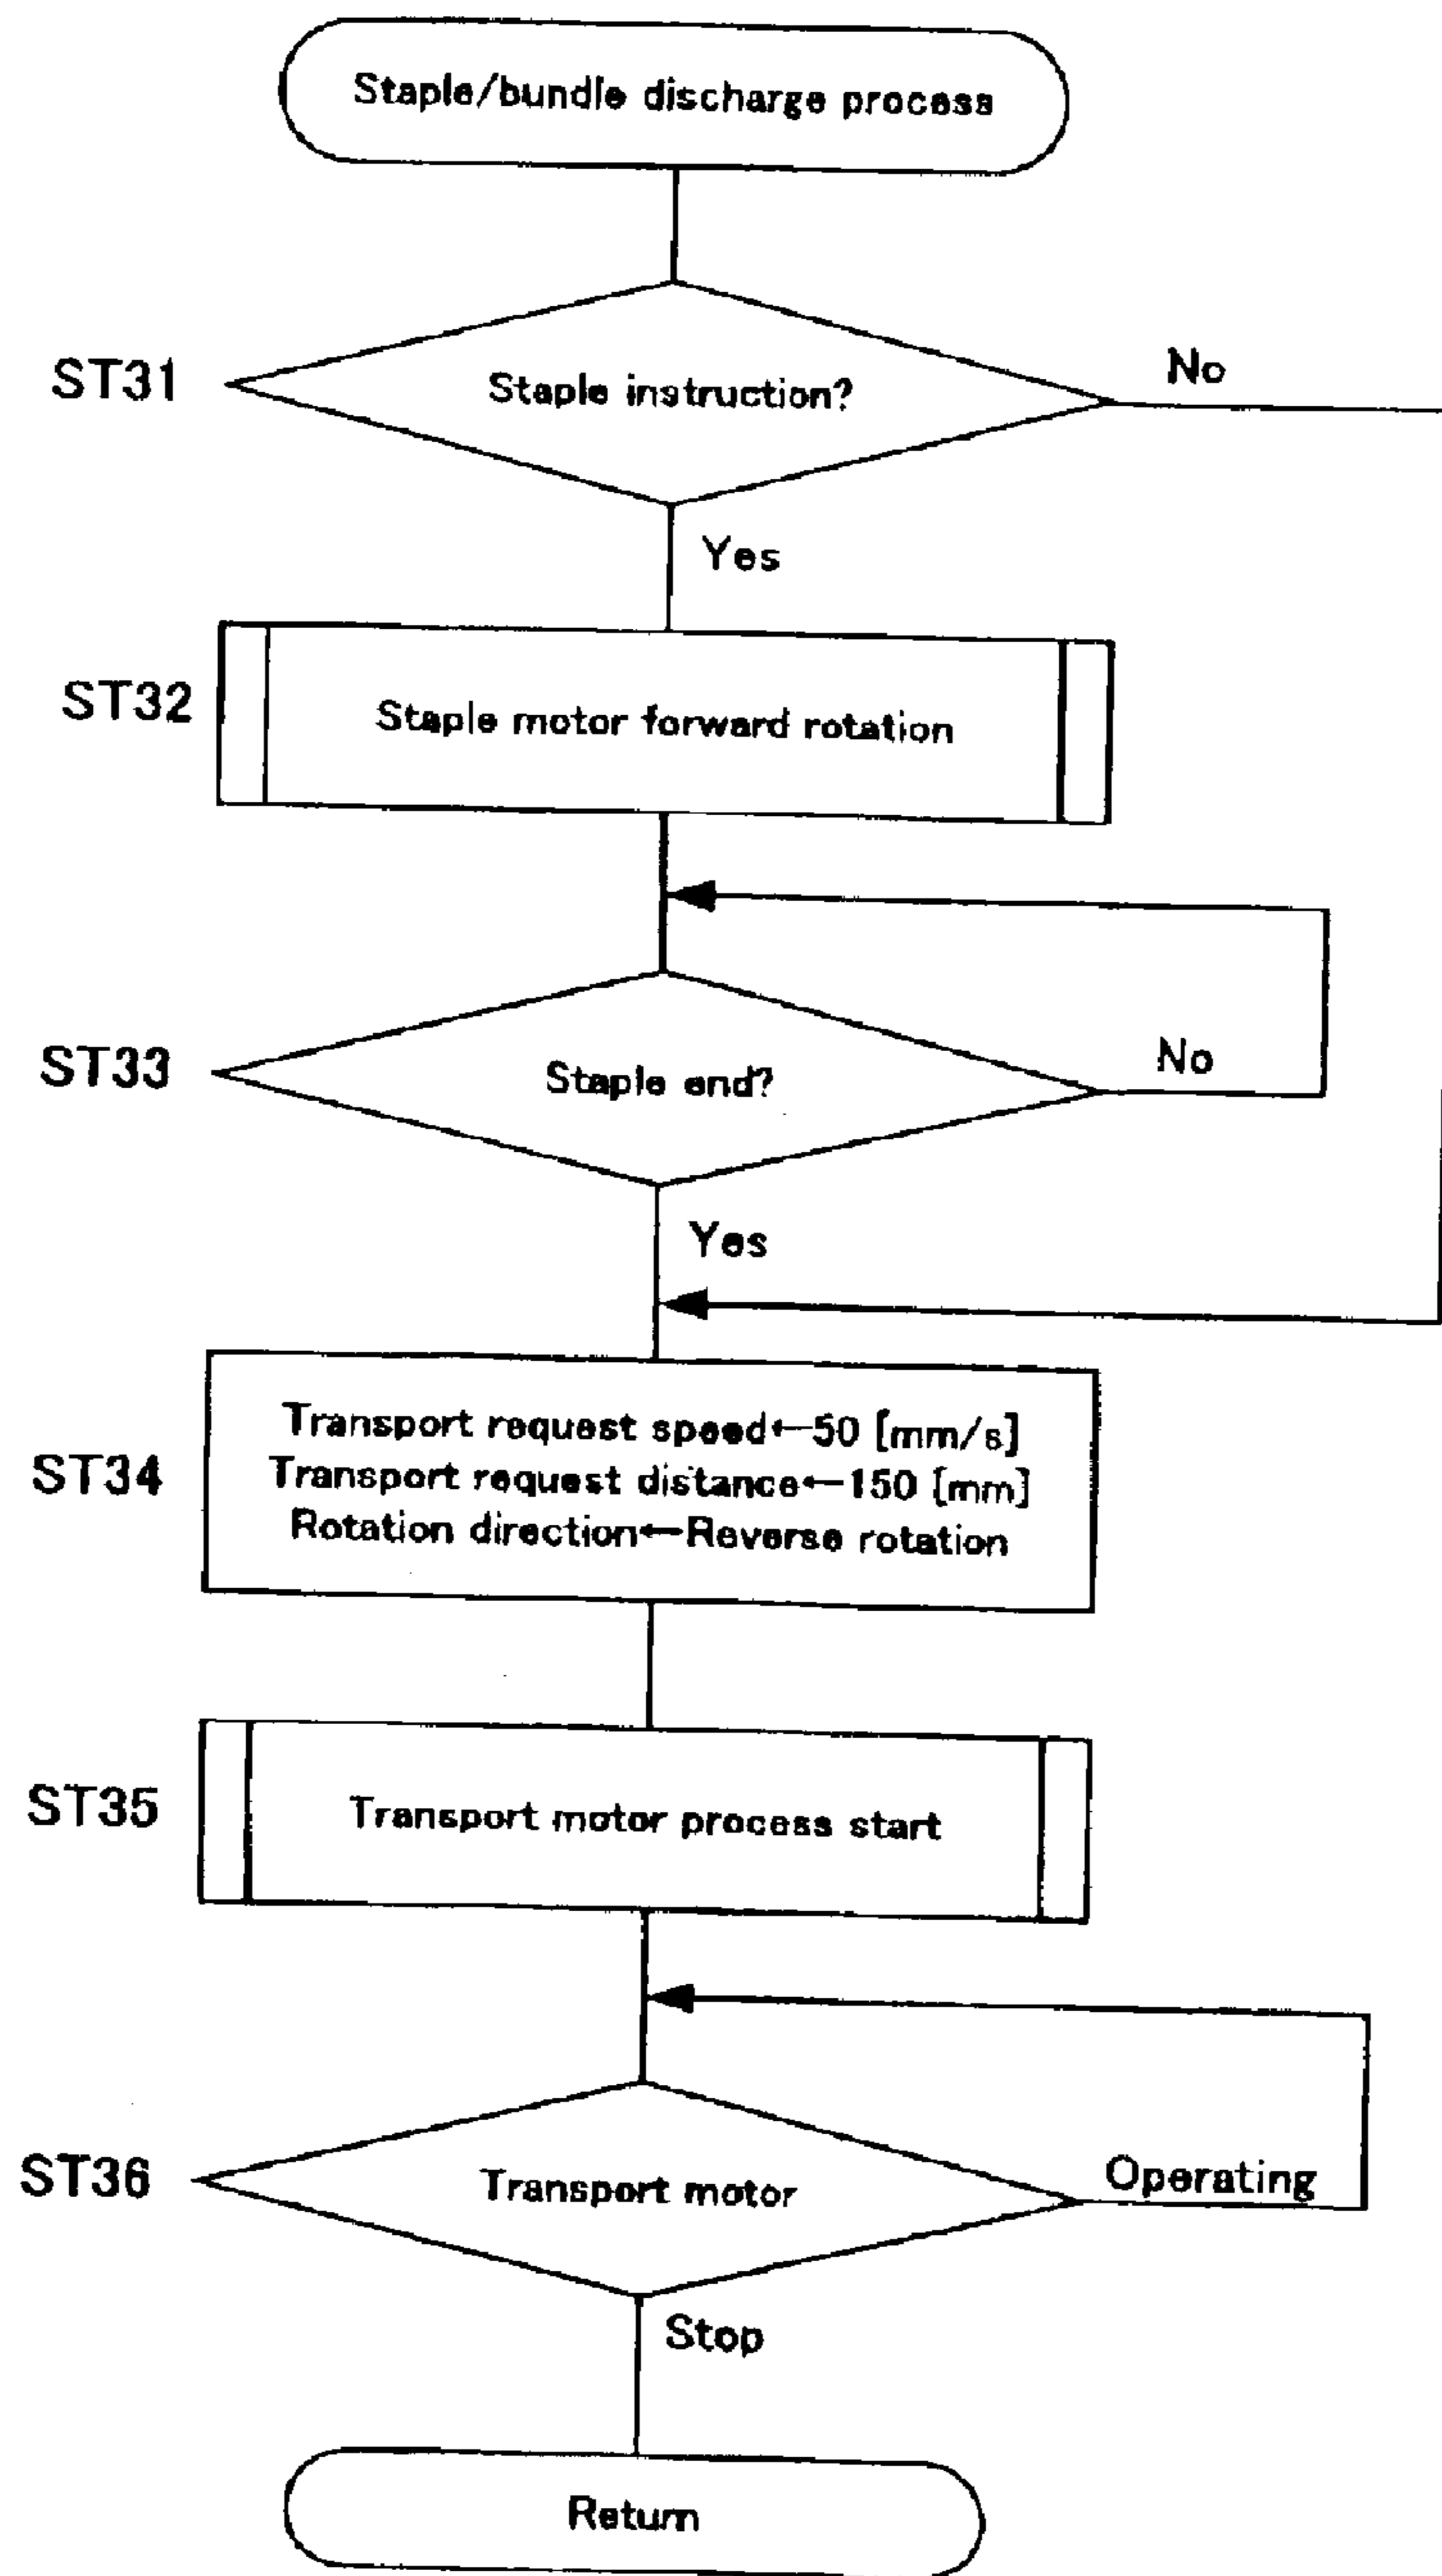 Staple/bundle discharge process
ST31
Staple instruction?
No
Yes
ST32
Staple motor forward rotation
ST33
Staple end?
No
Yes
ST34
Transport request speed←50 [mm/s]
Transport request distance←150 [mm]
Rotation direction←Reverse rotation
ST35
Transport motor process start
ST36
Transport motor
Operating
Stop
Return